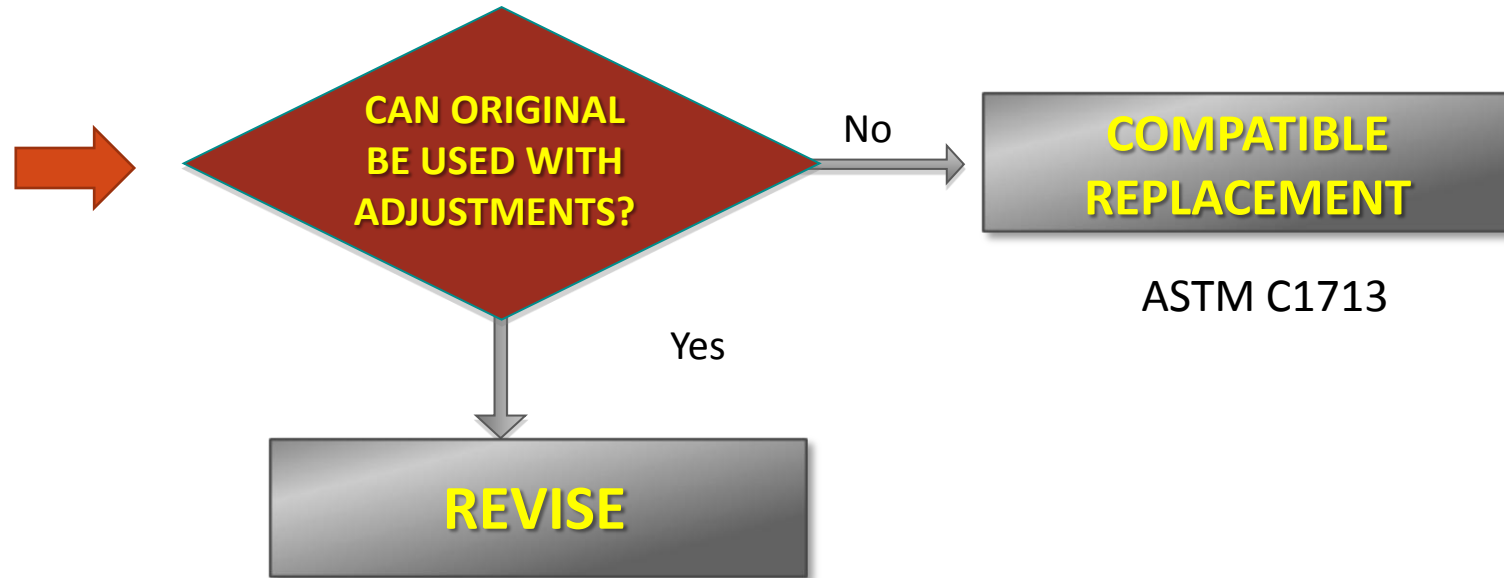 CAN ORIGINAL
BE USED WITH
ADJUSTMENTS?
No
COMPATIBLE
REPLACEMENT
ASTM C1713
Yes
REVISE